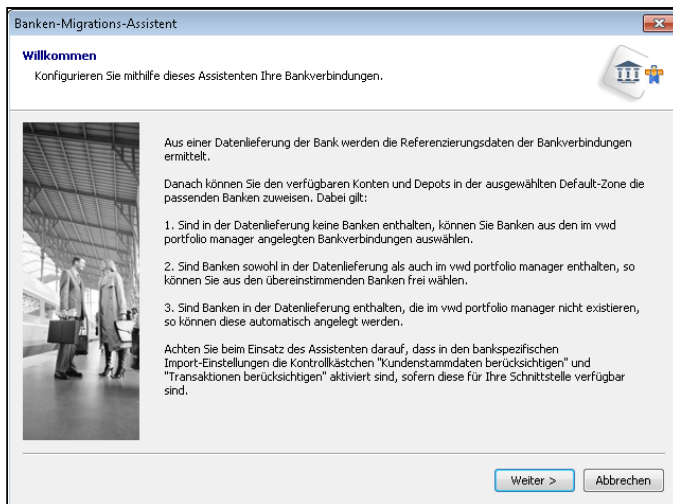 Banken-Migrations-Assistent
Willkommen
Konfigurieren Sie mithilfe dieses Assistenten Ihre Bankverbindungen.
Aus einer Datenlieferung der Bank werden die Referenzierungsdaten der Bankverbindungen
ermittelt.
Danach können Sie den verfügbaren Konten und Depots in der ausgewählten Default-Zone die
passenden Banken zuweisen. Dabei gilt:
1. Sind in der Datenlieferung keine Banken enthalten, können Sie Banken aus den im vwd
portfolio manager angelegten Bankverbindungen auswählen.
2. Sind Banken sowohl in der Datenlieferung als auch im vwd portfolio manager enthalten, so
können Sie aus den übereinstimmenden Banken frei wählen.
3. Sind Banken in der Datenlieferung enthalten, die im vwd portfolio manager nicht existieren,
so können diese automatisch angelegt werden.
Achten Sie beim Einsatz des Assistenten darauf, dass in den bankspezifischen
Import-Einstellungen die Kontrollkästchen "Kundenstammdaten berücksichtigen" und
"Transaktionen berücksichtigen" aktiviert sind, sofern diese für Ihre Schnittstelle verfügbar
sind.
Weiter >
Abbrechen